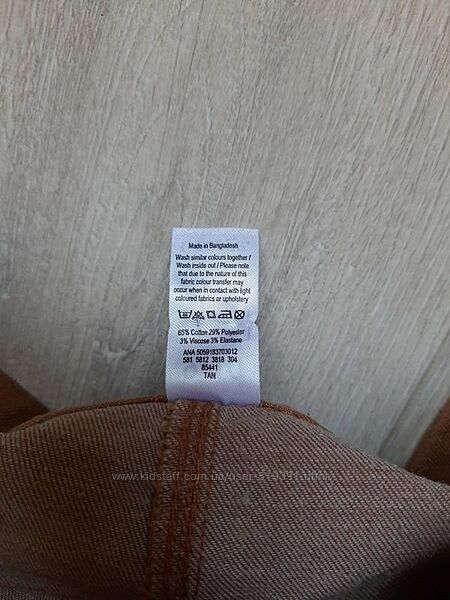 Made in Bangladesh
Wash similar colours together /
Wash inside out / Please note
that due to the nature of this
fabric colour transfer may
occur when in contact with light
coloured fabrics or upholstery
65% Cotton 29% Polyester
3% Viscose 3% Elastane
ANA 5059183703012
581 5812 3818 304
85441
TAN